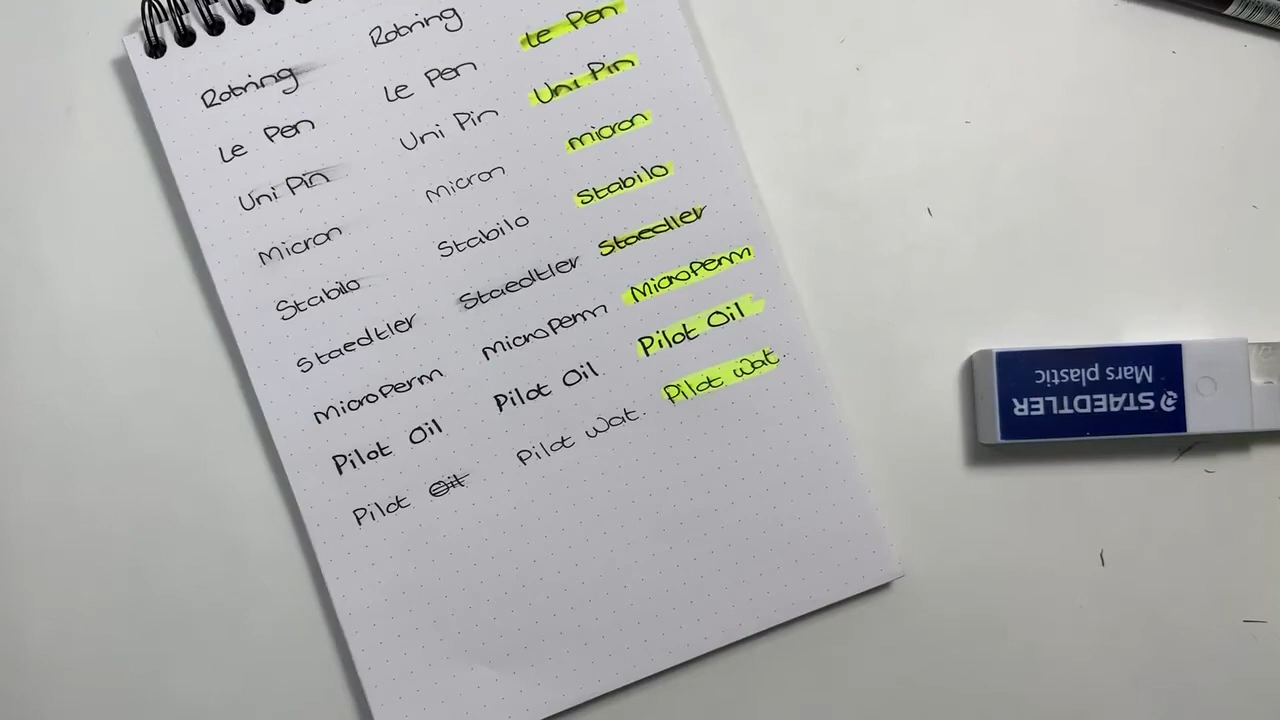 Rotring Rotring Le Pen
Le Pen Le Pen Uni Pin
Uni Pin Uni Pin micron
Micron Micron Stabilo
Stabilo Stabilo Staedtler
Staedtler Staedtler MicroPerm
MicroPerm MicroPerm Pilot Oil
Pilot Oil Pilot Oil Pilot Wat.
Pilot Oil Pilot Wat.
STAEDTLER
Mars plastic